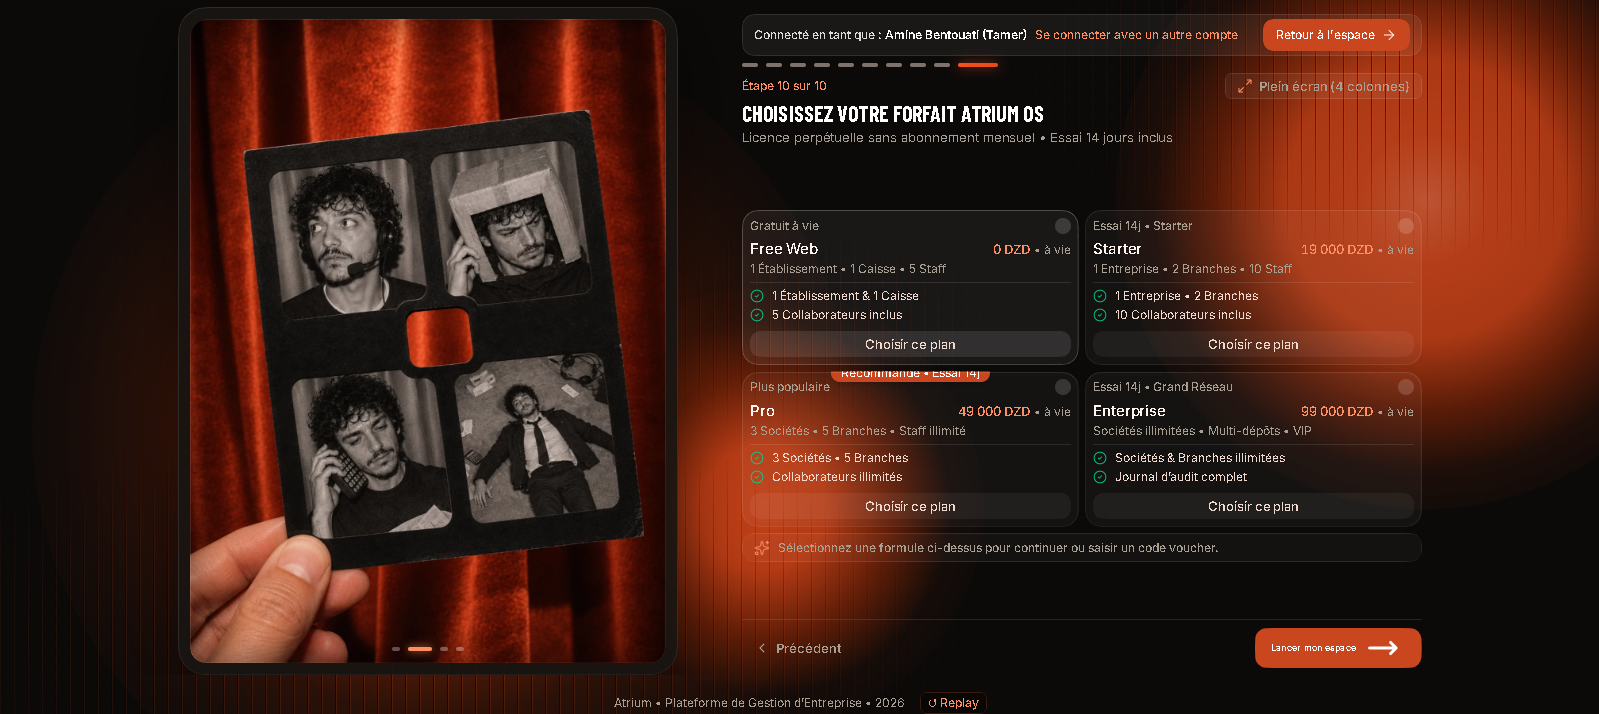 Connecté en tant que : Amine Bentouati (Tamer) Se connecter avec un autre compte Retour à l'espace
Étape 10 sur 10
Plein écran (4 colonnes)
CHOISISSEZ VOTRE FORFAIT ATRIUM OS
Licence perpétuelle sans abonnement mensuel • Essai 14 jours inclus
Gratuit à vie
Free Web 0 DZD • à vie
1 Établissement • 1 Caisse • 5 Staff
1 Établissement & 1 Caisse
5 Collaborateurs inclus
Choisir ce plan
Essai 14j • Starter
Starter 19 000 DZD • à vie
1 Entreprise • 2 Branches • 10 Staff
1 Entreprise • 2 Branches
10 Collaborateurs inclus
Choisir ce plan
Recommandé • Essai 14j
Plus populaire
Pro 49 000 DZD • à vie
3 Sociétés • 5 Branches • Staff illimité
3 Sociétés • 5 Branches
Collaborateurs illimités
Choisir ce plan
Essai 14j • Grand Réseau
Enterprise 99 000 DZD • à vie
Sociétés illimitées • Multi-dépôts • VIP
Sociétés & Branches illimitées
Journal d'audit complet
Choisir ce plan
Sélectionnez une formule ci-dessus pour continuer ou saisir un code voucher.
Précédent
Lancer mon espace
Atrium • Plateforme de Gestion d'Entreprise • 2026 ↺ Replay